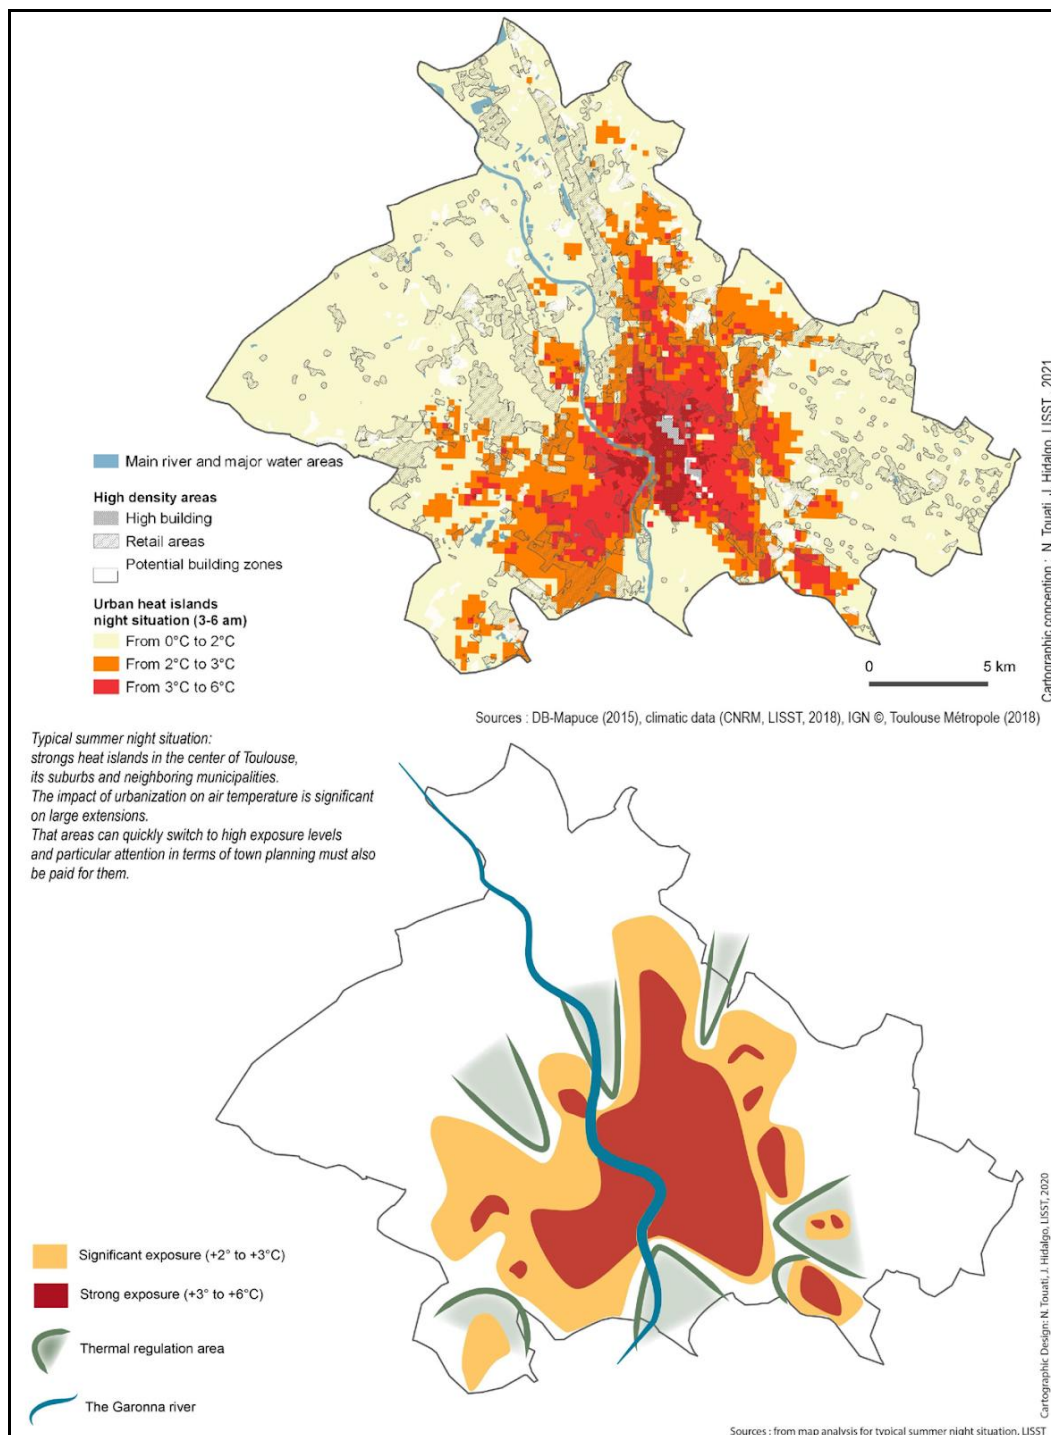 Main river and major water areas
High density areas
High building
Retail areas
Potential building zones
Urban heat islands
night situation (3-6 am)
From 0°C to 2°C
From 2°C to 3°C
From 3°C to 6°C
0 5 km
Cartographic conception : N. Touati, J. Hidalgo, LISST, 2021
Sources : DB-Mapuce (2015), climatic data (CNRM, LISST, 2018), IGN ©, Toulouse Métropole (2018)
Typical summer night situation:
strongs heat islands in the center of Toulouse,
its suburbs and neighboring municipalities.
The impact of urbanization on air temperature is significant
on large extensions.
That areas can quickly switch to high exposure levels
and particular attention in terms of town planning must also
be paid for them.
Significant exposure (+2° to +3°C)
Strong exposure (+3° to +6°C)
Thermal regulation area
The Garonna river
Cartographic Design: N. Touati, J. Hidalgo, LISST, 2020
Sources : from map analysis for typical summer night situation, LISST